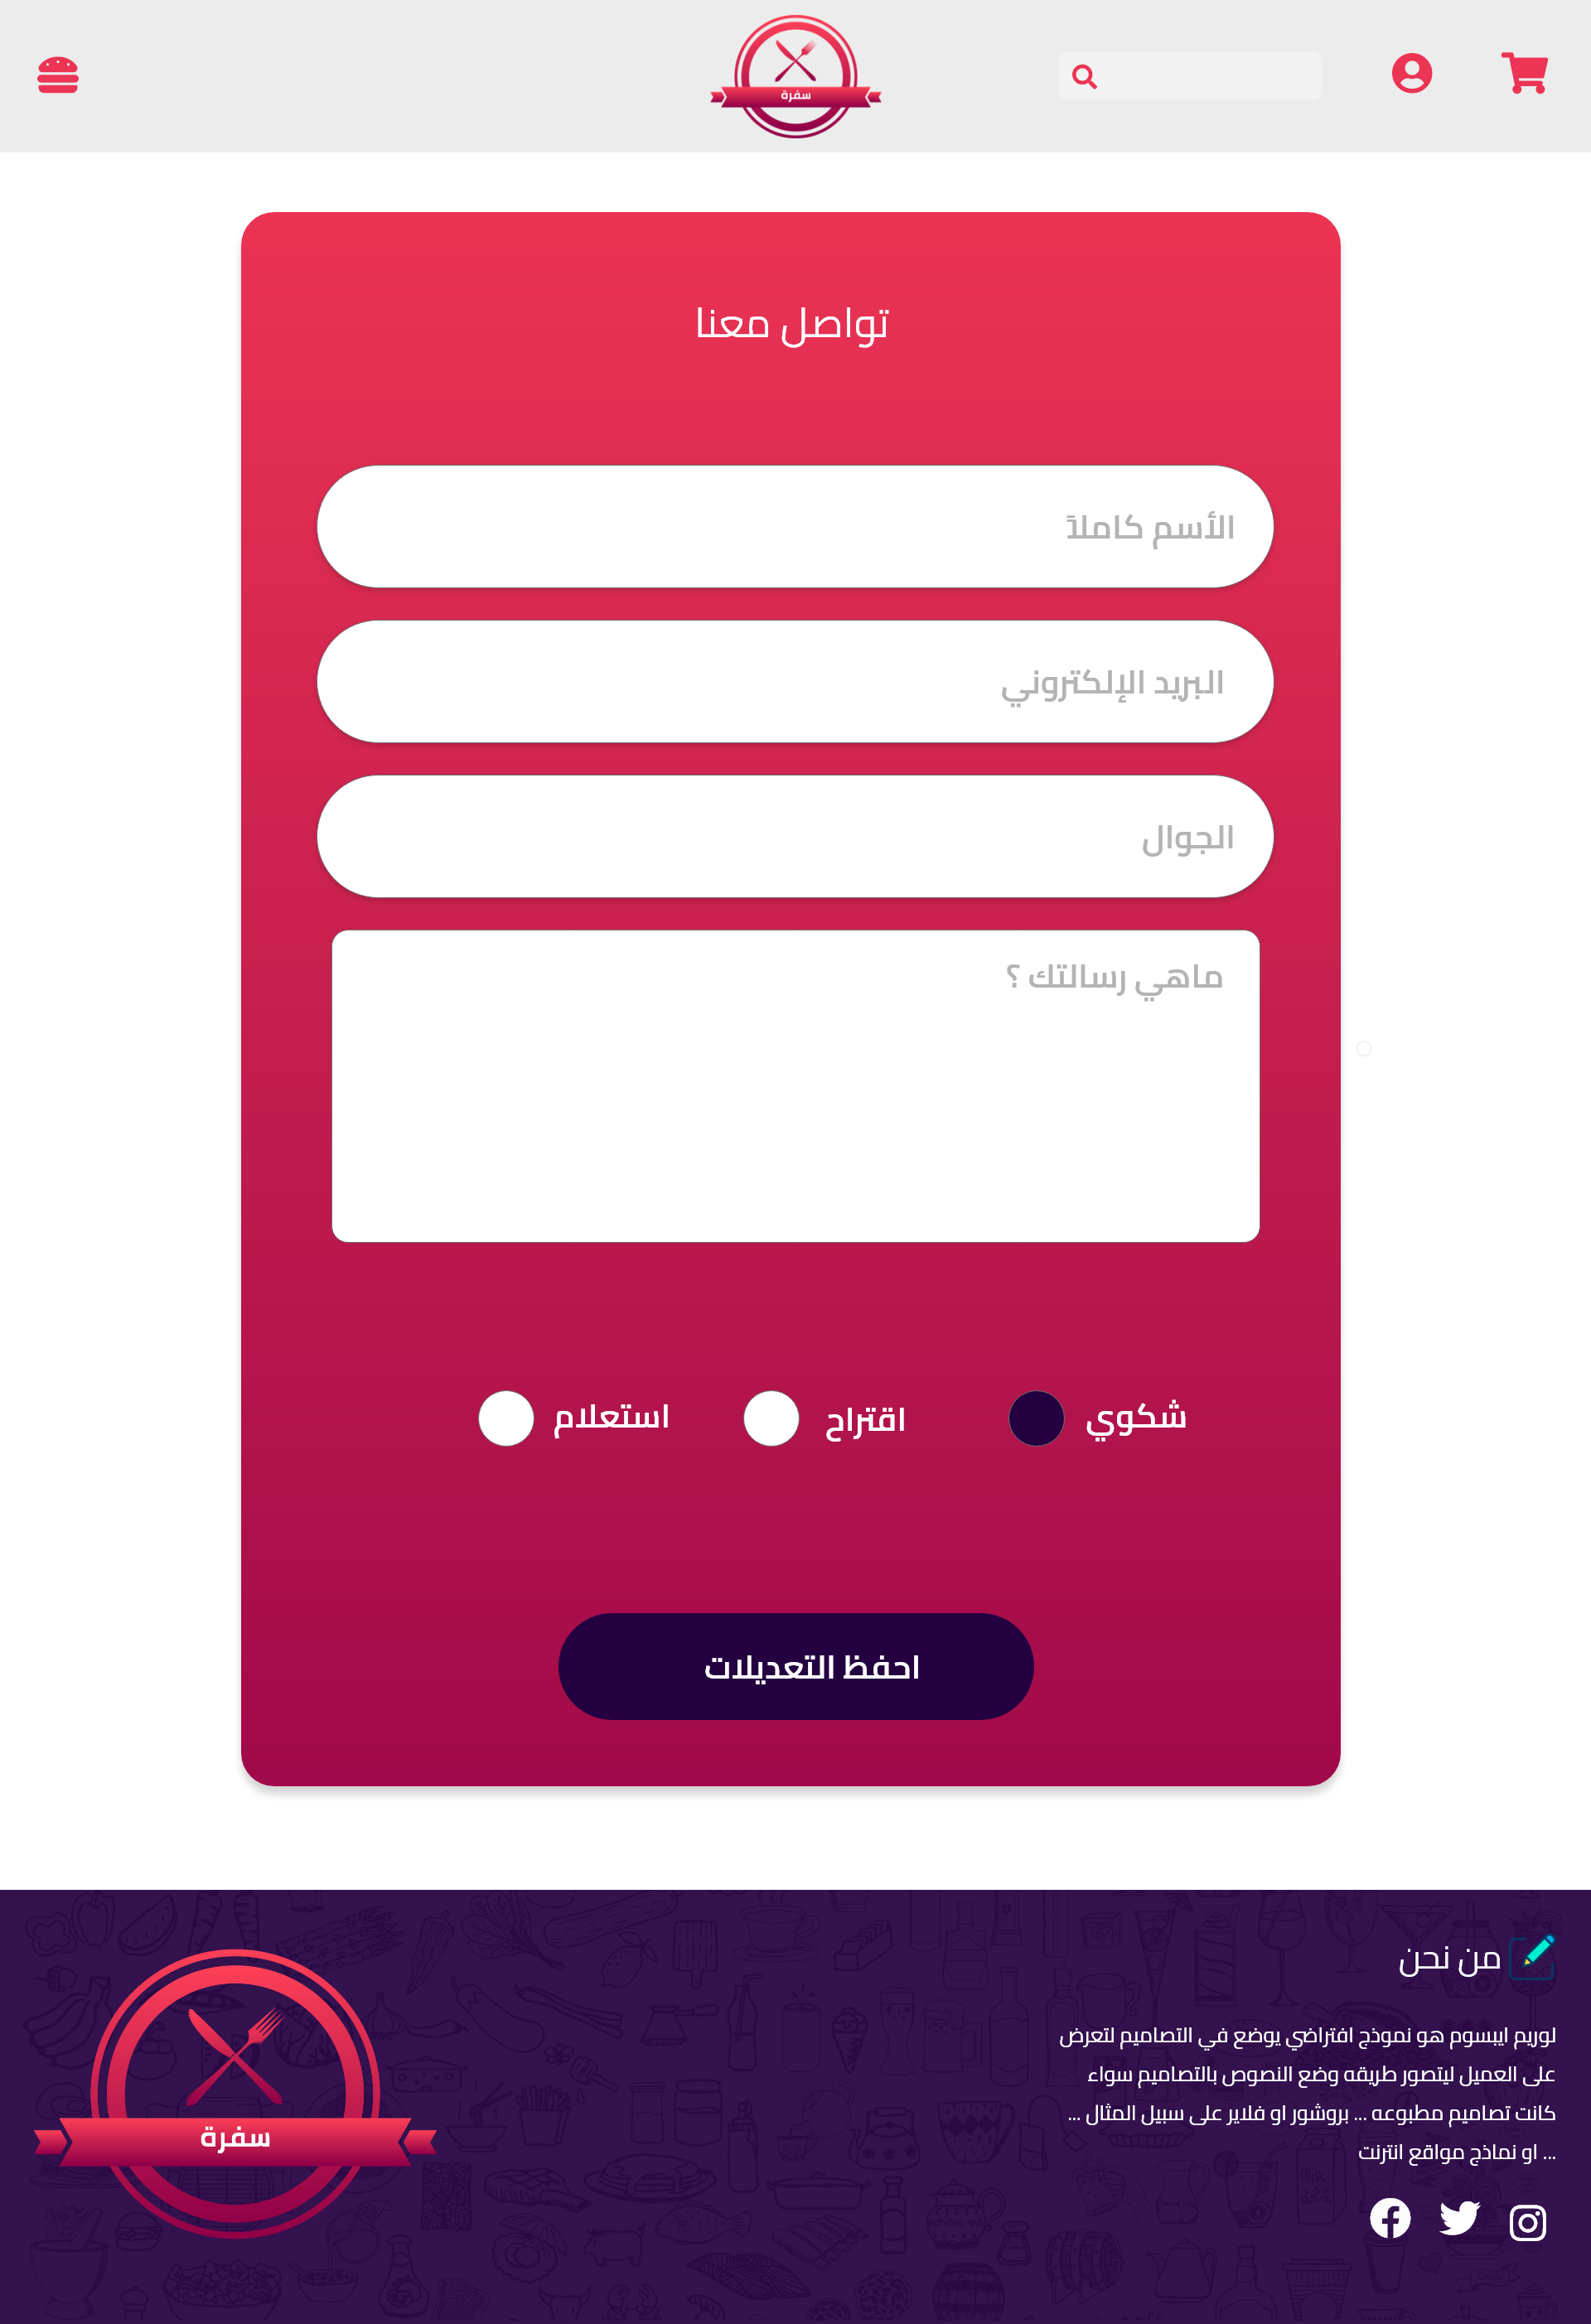 سفرة
تواصل معنا
الأسم كاملاً
البريد الإلكتروني
الجوال
ماهي رسالتك ؟
شكوي
اقتراح
استعلام
احفظ التعديلات
من نحن
لوريم ايبسوم هو نموذج افتراضي يوضع في التصاميم لتعرض
على العميل ليتصور طريقه وضع النصوص بالتصاميم سواء
كانت تصاميم مطبوعه ... بروشور او فلاير على سبيل المثال ...
... او نماذج مواقع انترنت
سفرة